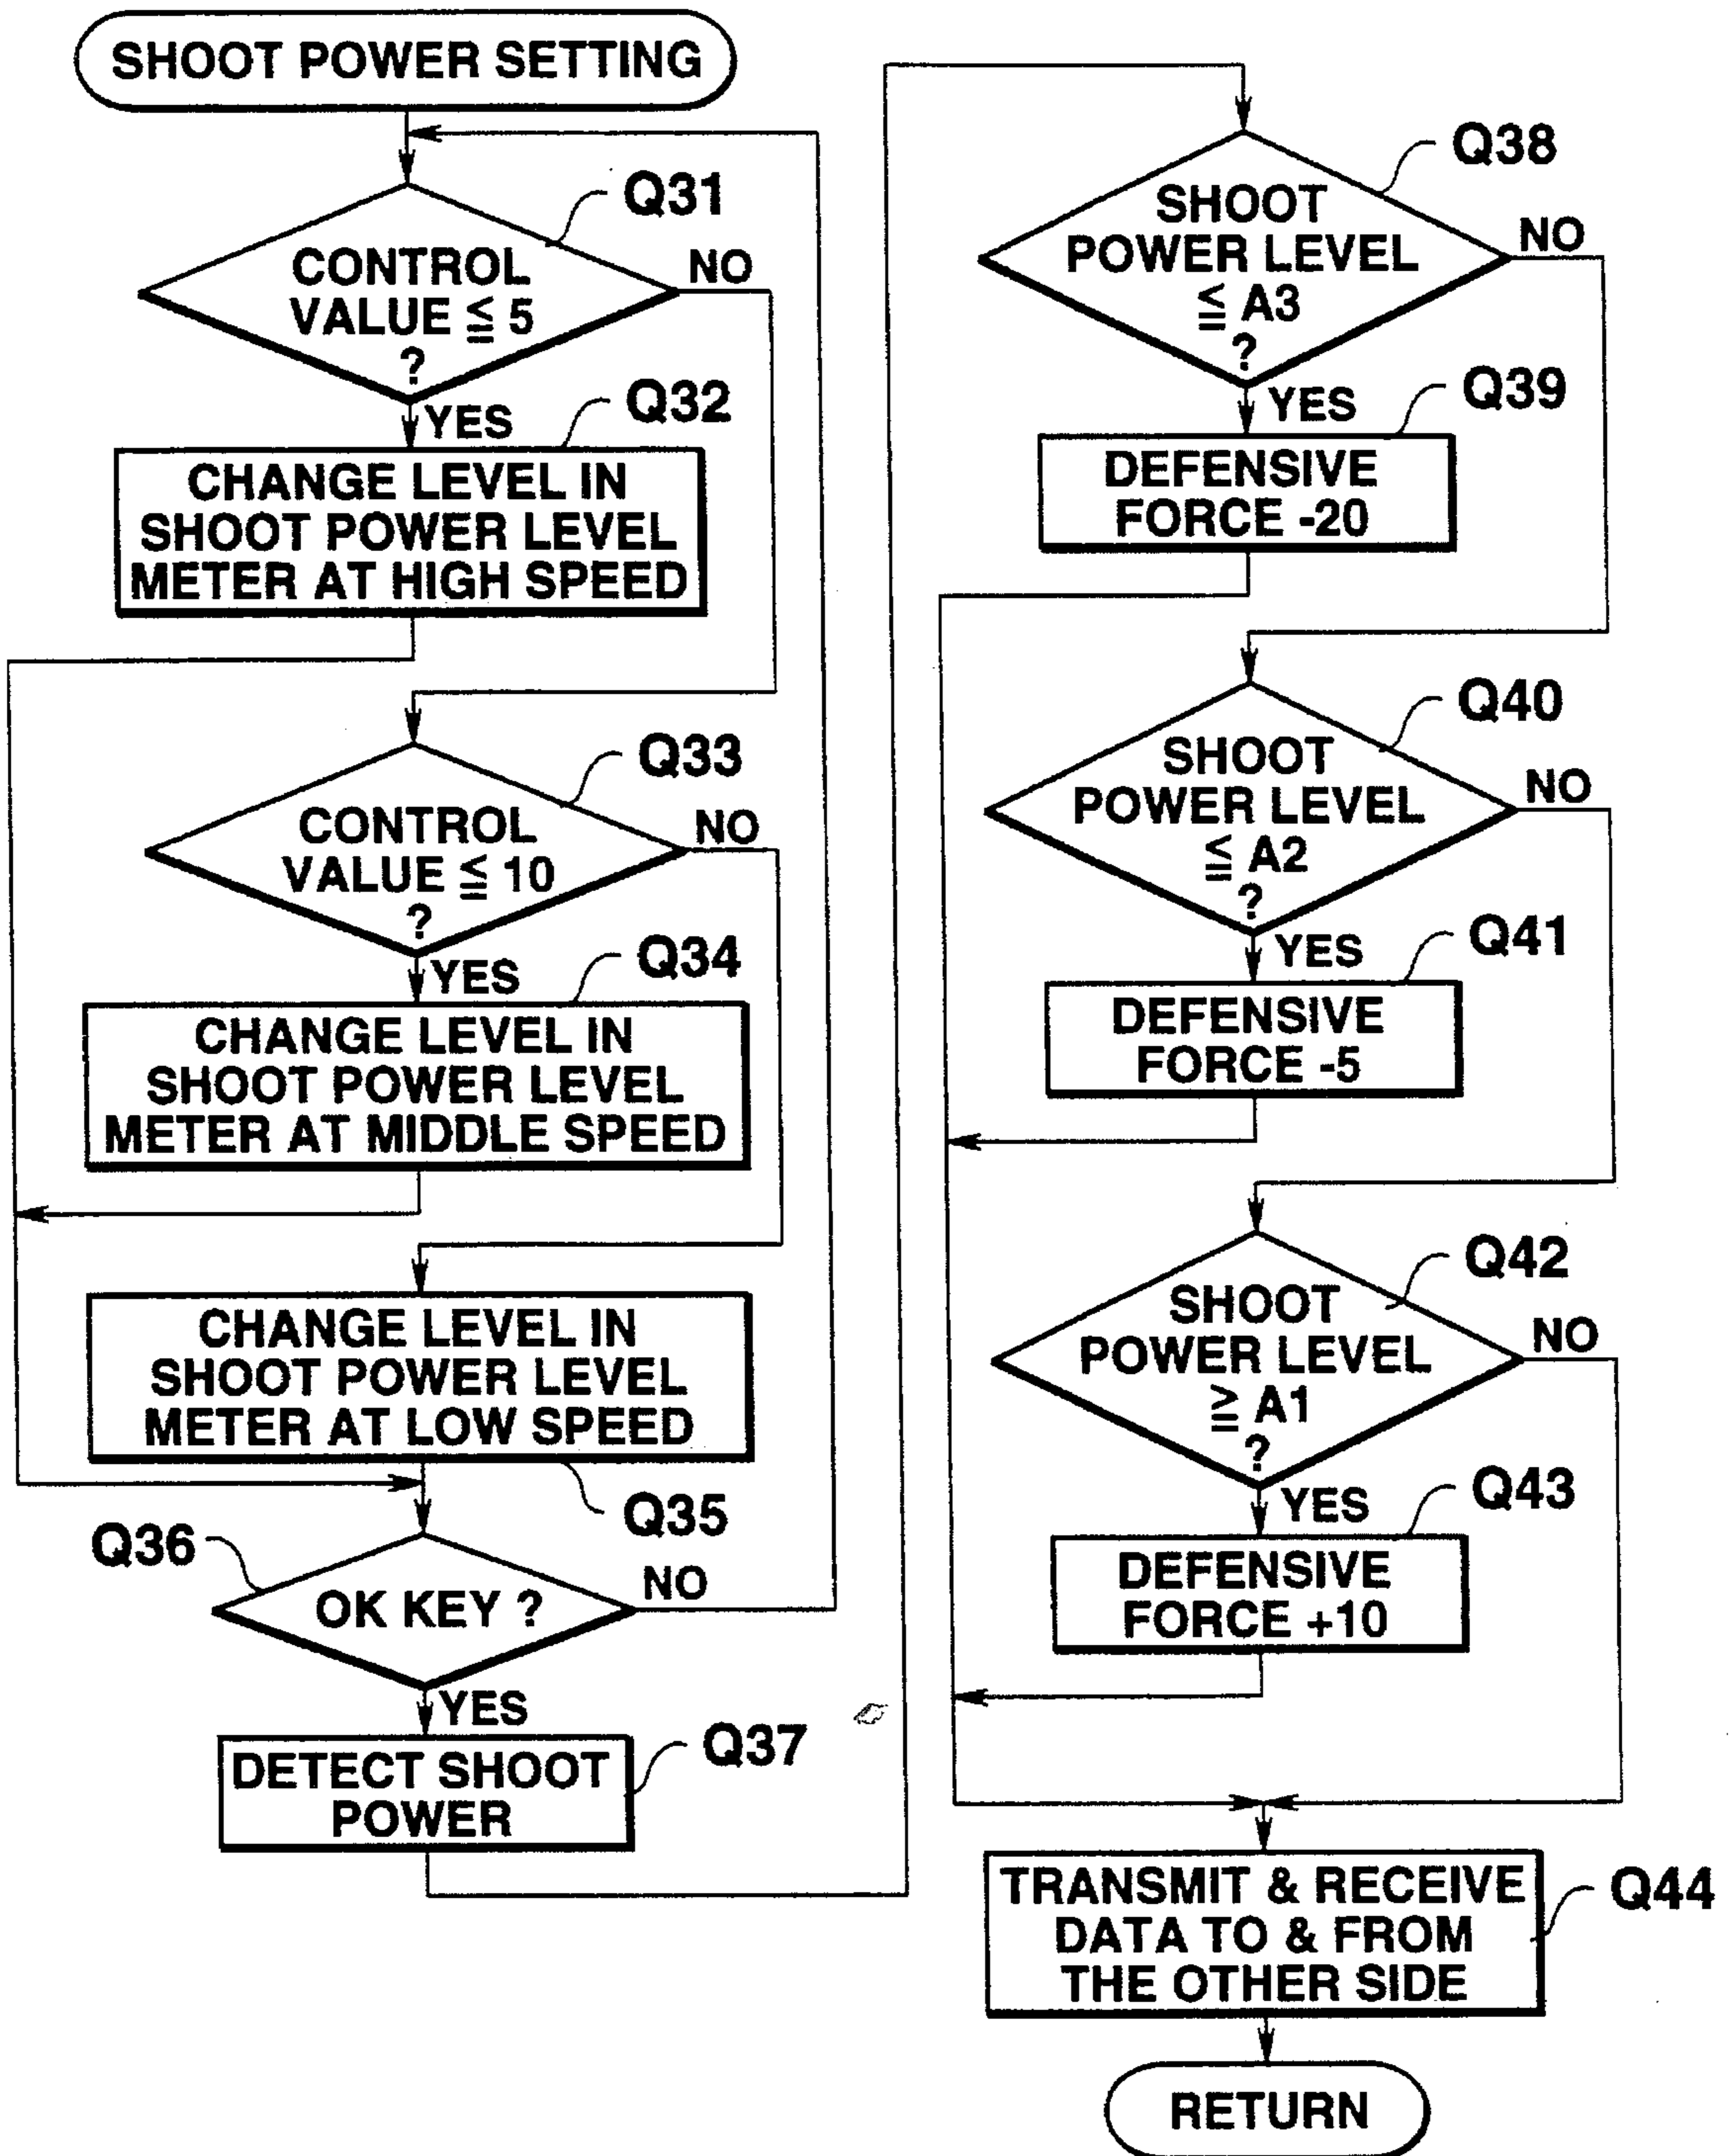 SHOOT POWER SETTING
Q31
CONTROL
VALUE ≦ 5
?
NO
YES
Q32
CHANGE LEVEL IN
SHOOT POWER LEVEL
METER AT HIGH SPEED
Q33
CONTROL
VALUE ≦ 10
?
NO
YES
Q34
CHANGE LEVEL IN
SHOOT POWER LEVEL
METER AT MIDDLE SPEED
CHANGE LEVEL IN
SHOOT POWER LEVEL
METER AT LOW SPEED
Q35
Q36
OK KEY ?
NO
YES
Q37
DETECT SHOOT
POWER
Q38
SHOOT
POWER LEVEL
≦ A3
?
NO
YES
Q39
DEFENSIVE
FORCE -20
Q40
SHOOT
POWER LEVEL
≦ A2
?
NO
YES
Q41
DEFENSIVE
FORCE -5
Q42
SHOOT
POWER LEVEL
≧ A1
?
NO
YES
Q43
DEFENSIVE
FORCE +10
TRANSMIT & RECEIVE
DATA TO & FROM
THE OTHER SIDE
Q44
RETURN